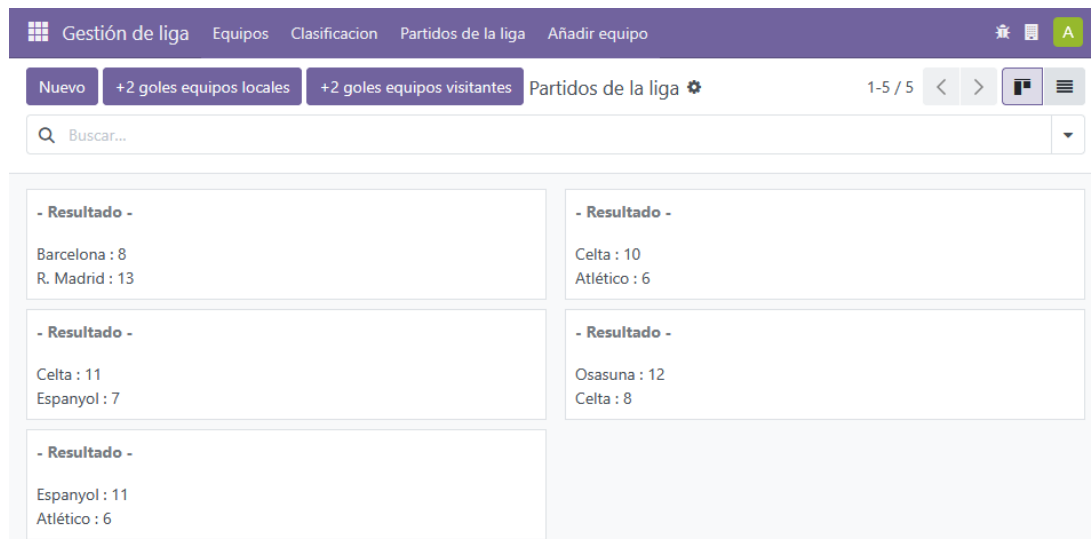 Gestión de liga Equipos Clasificacion Partidos de la liga Añadir equipo A
Nuevo +2 goles equipos locales +2 goles equipos visitantes Partidos de la liga 1-5 / 5
Buscar...
- Resultado -
Barcelona : 8
R. Madrid : 13
- Resultado -
Celta : 10
Atlético : 6
- Resultado -
Celta : 11
Espanyol : 7
- Resultado -
Osasuna : 12
Celta : 8
- Resultado -
Espanyol : 11
Atlético : 6